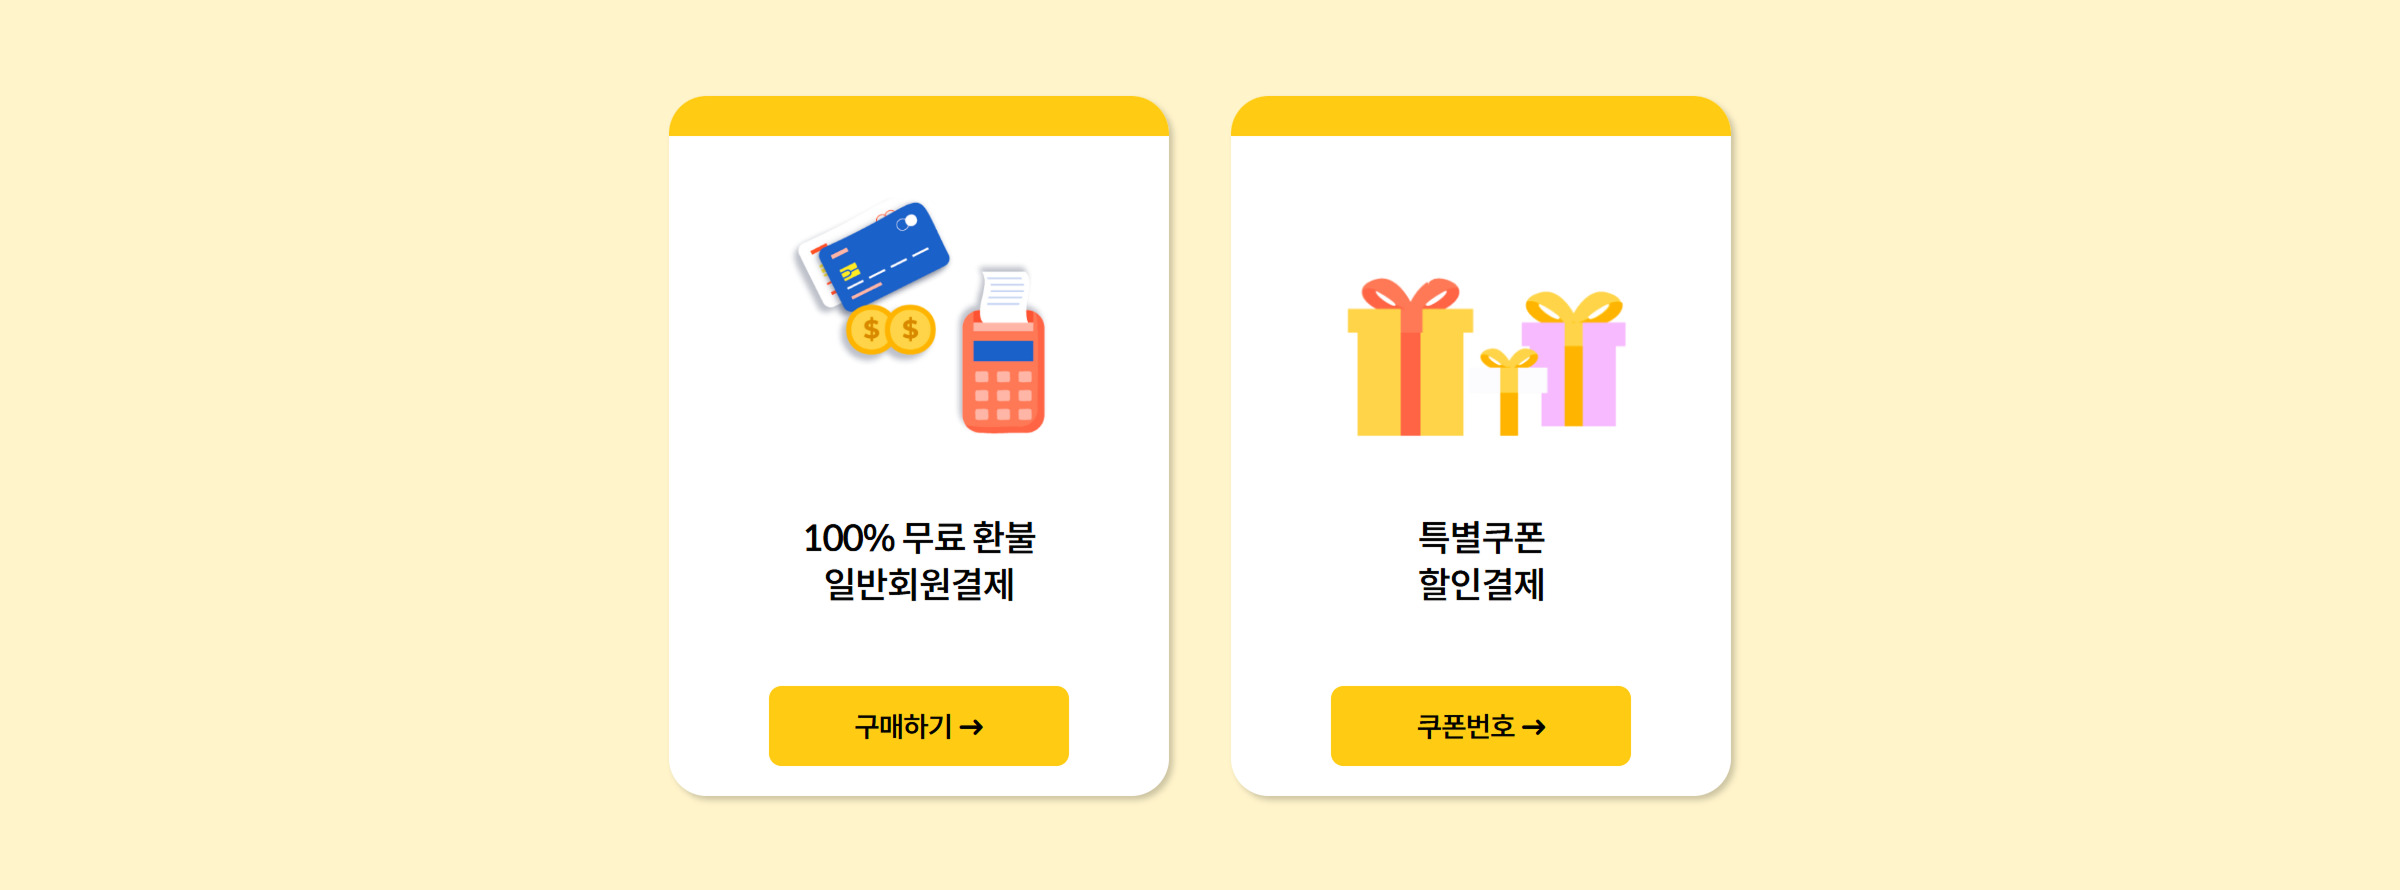 100% 무료 환불
일반회원결제
구매하기 →
특별쿠폰
할인결제
쿠폰번호 →